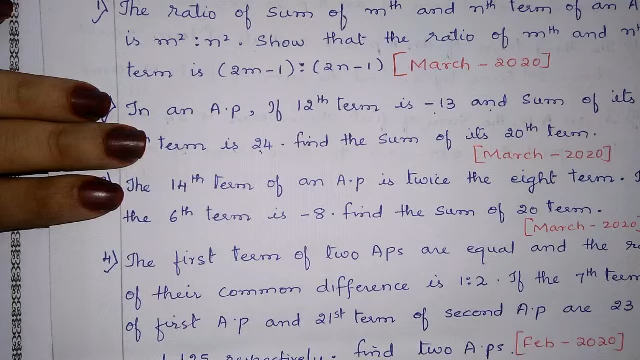 1) The ratio of sum of mth and nth term of an A
is m² : n². Show that the ratio of mth and n
term is (2m-1):(2n-1) [March - 2020]
In an A.p, If 12th term is -13 and sum of its
term is 24. find the sum of its 20th term.
[March - 2020]
The 14th term of an A.p is twice the eight term.
the 6th term is -8. find the sum of 20 term.
[March - 2020]
4) The first term of two Aps are equal and the
of their common difference is 1:2. If the 7th term
of first A.p and 21st term of second A.p are 23
125 respectively. find two A.ps. [Feb - 2020]